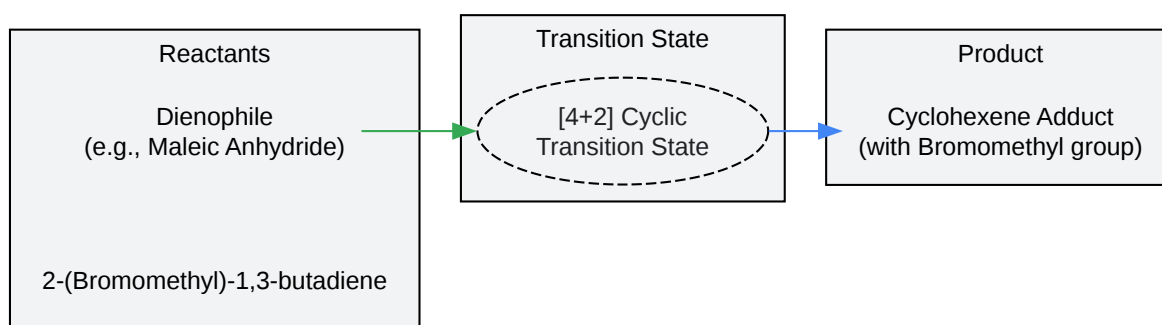 Reactants
Dienophile
(e.g., Maleic Anhydride)
2-(Bromomethyl)-1,3-butadiene
Transition State
[4+2] Cyclic
Transition State
Product
Cyclohexene Adduct
(with Bromomethyl group)